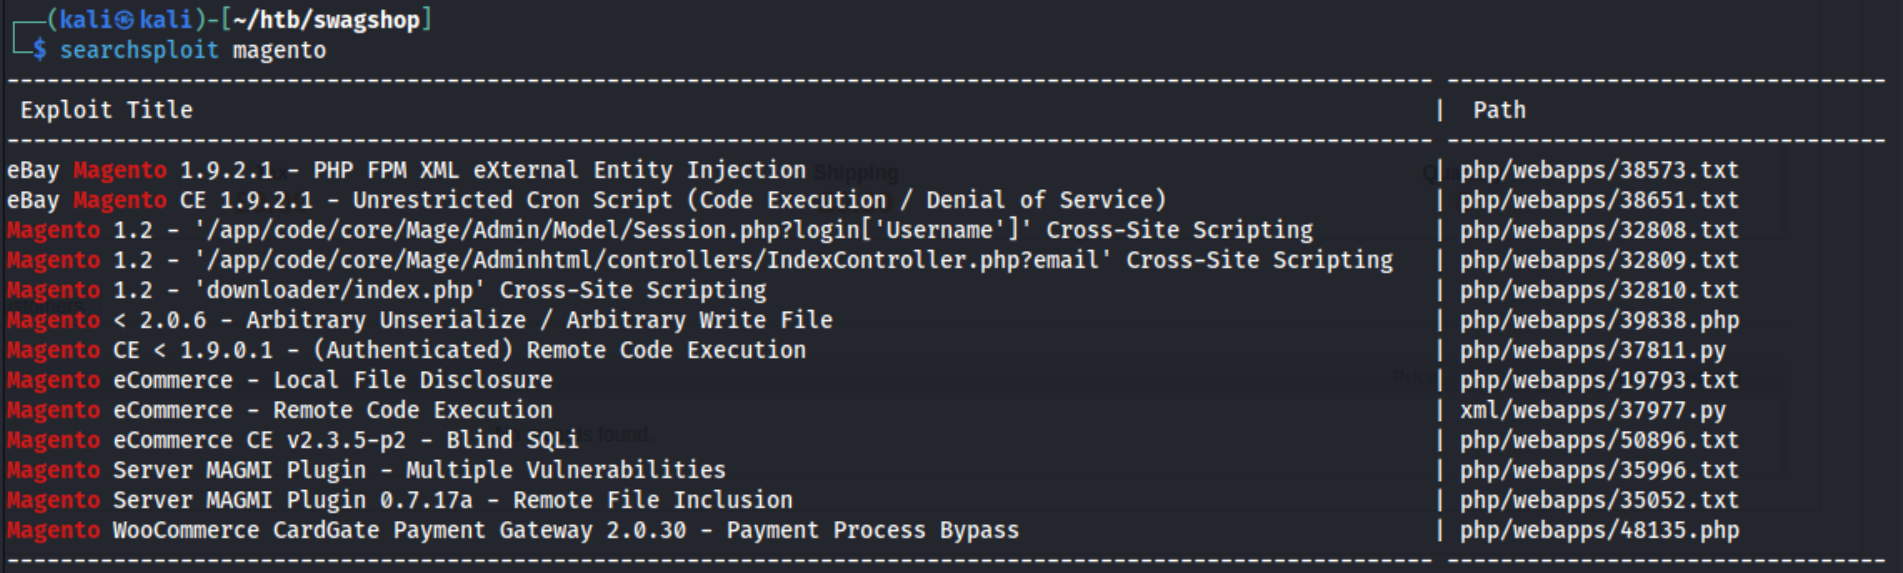 (kali㉿kali)-[~/htb/swagshop]
$ searchsploit magento
Exploit Title | Path
eBay Magento 1.9.2.1 - PHP FPM XML eXternal Entity Injection | php/webapps/38573.txt
eBay Magento CE 1.9.2.1 - Unrestricted Cron Script (Code Execution / Denial of Service) | php/webapps/38651.txt
Magento 1.2 - '/app/code/core/Mage/Admin/Model/Session.php?login['Username']' Cross-Site Scripting | php/webapps/32808.txt
Magento 1.2 - '/app/code/core/Mage/Adminhtml/controllers/IndexController.php?email' Cross-Site Scripting | php/webapps/32809.txt
Magento 1.2 - 'downloader/index.php' Cross-Site Scripting | php/webapps/32810.txt
Magento < 2.0.6 - Arbitrary Unserialize / Arbitrary Write File | php/webapps/39838.php
Magento CE < 1.9.0.1 - (Authenticated) Remote Code Execution | php/webapps/37811.py
Magento eCommerce - Local File Disclosure | php/webapps/19793.txt
Magento eCommerce - Remote Code Execution | xml/webapps/37977.py
Magento eCommerce CE v2.3.5-p2 - Blind SQLi | php/webapps/50896.txt
Magento Server MAGMI Plugin - Multiple Vulnerabilities | php/webapps/35996.txt
Magento Server MAGMI Plugin 0.7.17a - Remote File Inclusion | php/webapps/35052.txt
Magento WooCommerce CardGate Payment Gateway 2.0.30 - Payment Process Bypass | php/webapps/48135.php